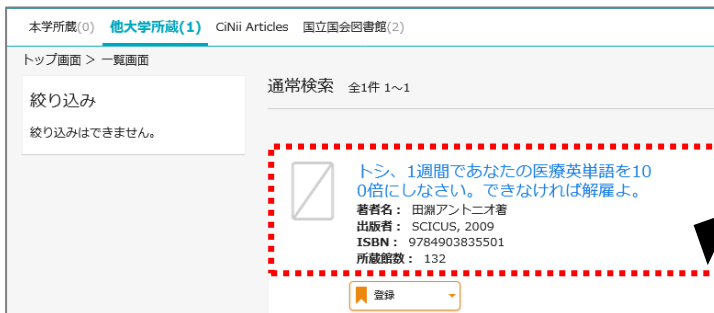 本学所蔵(0) 他大学所蔵(1) CiNii Articles 国立国会図書館(2)
トップ画面 > 一覧画面
絞り込み
絞り込みはできません。
通常検索 全1件 1～1
トシ、1週間であなたの医療英単語を10
0倍にしなさい。できなければ解雇よ。
著者名： 田淵アントニオ著
出版者： SCICUS, 2009
ISBN： 9784903835501
所蔵館数： 132
登録